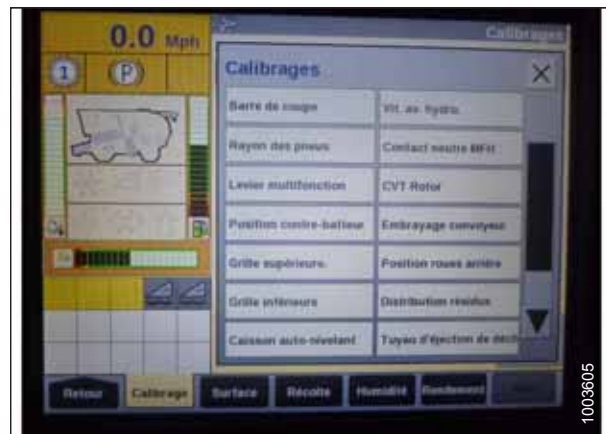 0.0 Mph
Calibrages
1
P
Calibrages
X
Barre de coupe
Vit. av. hydro.
Rayon des pneus
Contact neutre MFH
Levier multifonction
CVT Rotor
Position contre-batteur
Embrayage convoyeur
Grille supérieure.
Position roues arrière
Grille inférieure
Distribution résidus
Caisson auto-nivelant
Tuyau d'éjection de déch
Retour
Calibrage
Surface
Récolte
Humidité
Rendement
1003605